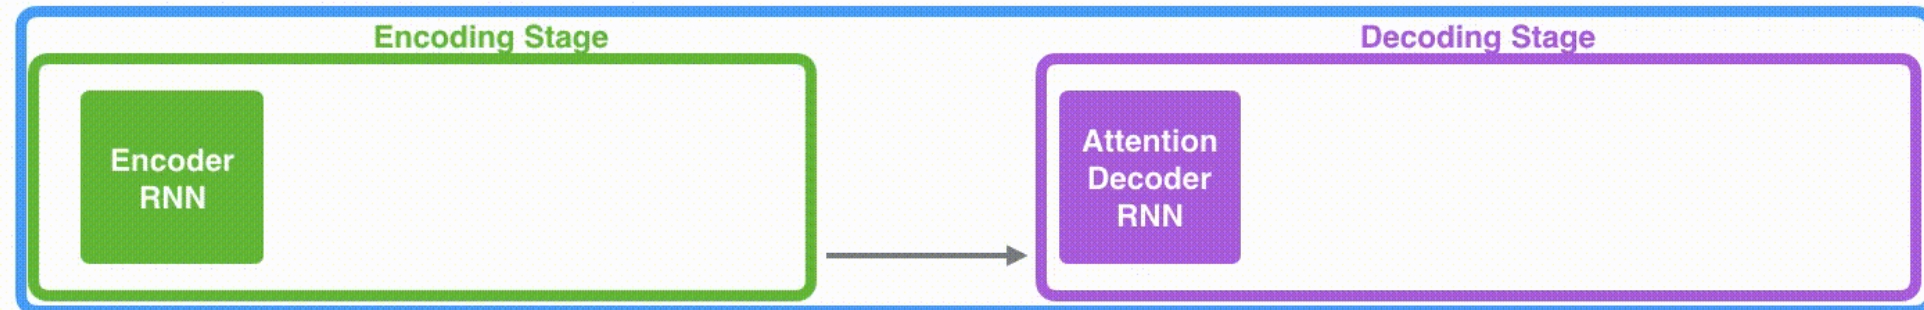 Encoding Stage
Decoding Stage
Encoder
RNN
Attention
Decoder
RNN